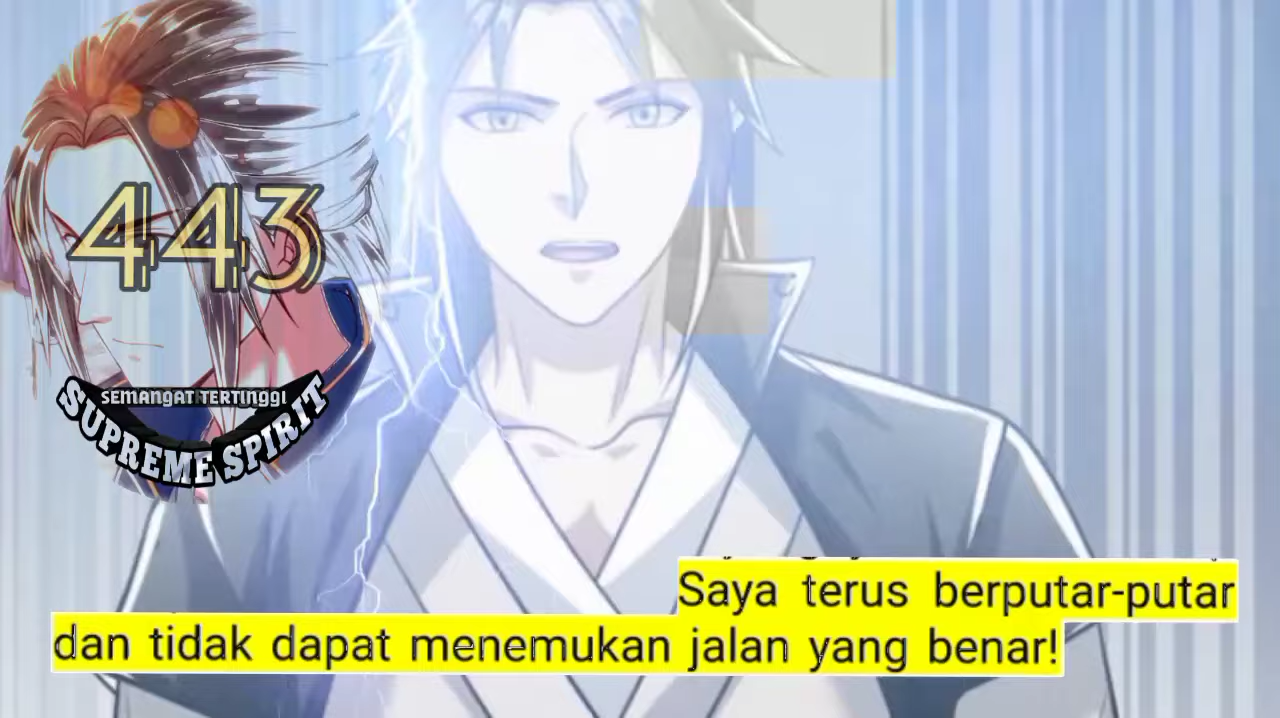 443
SEMANGAT TERTINGGI
SUPREME SPIRIT
Saya terus berputar-putar
dan tidak dapat menemukan jalan yang benar!